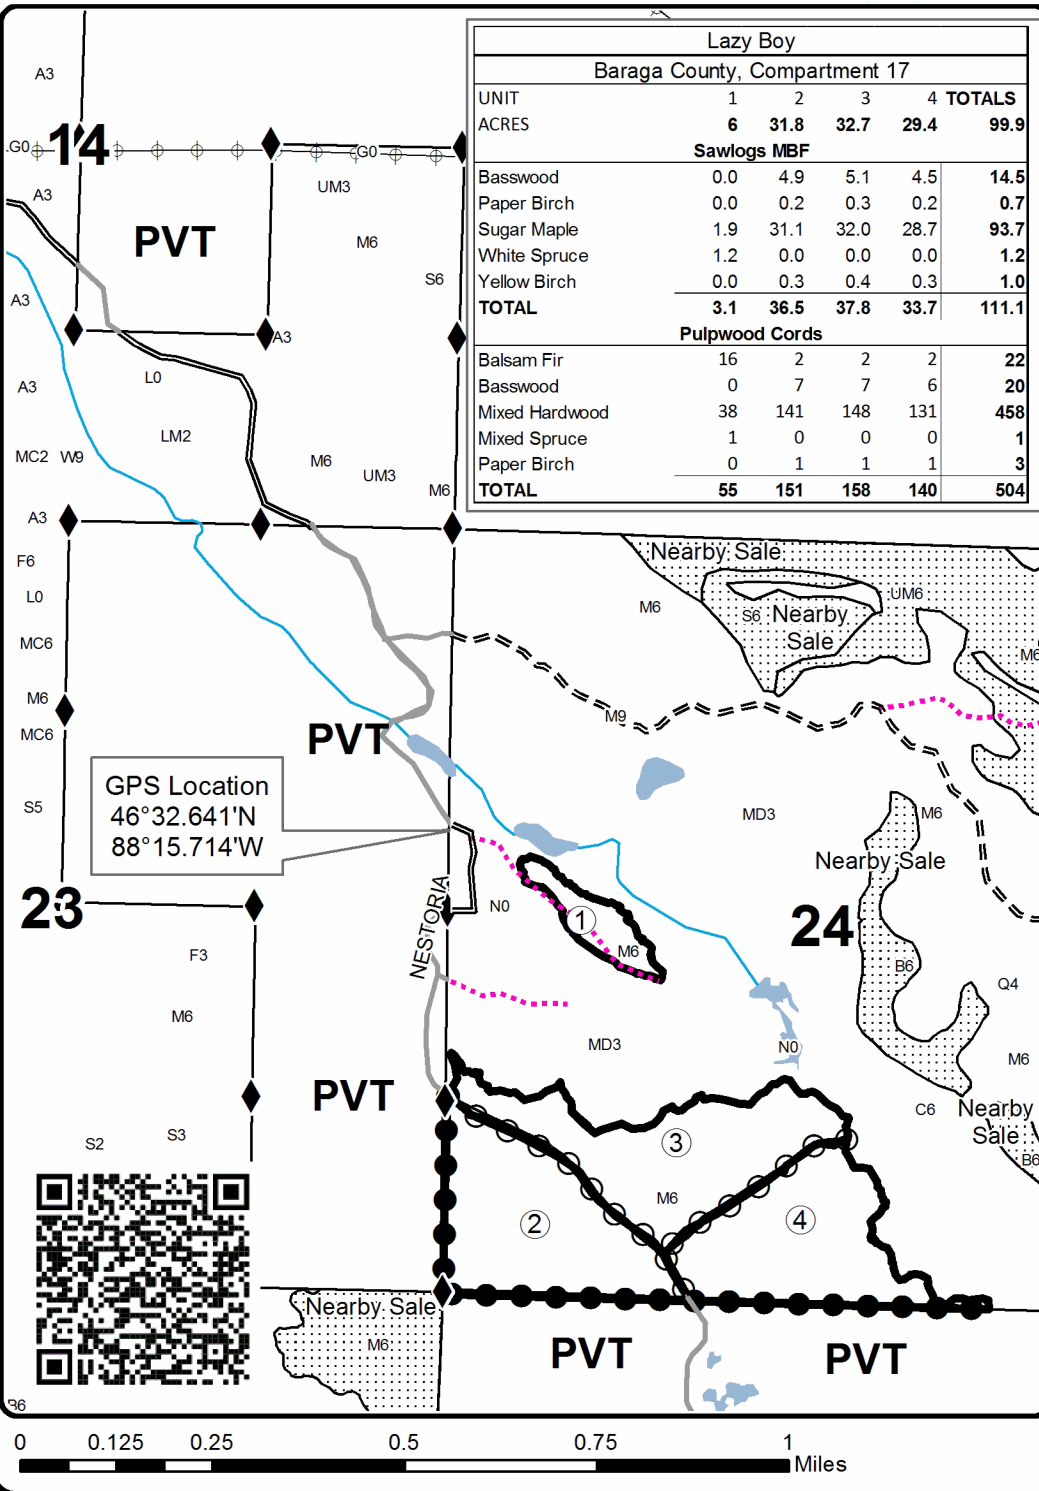 Lazy Boy
Baraga County, Compartment 17
UNIT 1 2 3 4 TOTALS
ACRES 6 31.8 32.7 29.4 99.9
Sawlogs MBF
Basswood 0.0 4.9 5.1 4.5 14.5
Paper Birch 0.0 0.2 0.3 0.2 0.7
Sugar Maple 1.9 31.1 32.0 28.7 93.7
White Spruce 1.2 0.0 0.0 0.0 1.2
Yellow Birch 0.0 0.3 0.4 0.3 1.0
TOTAL 3.1 36.5 37.8 33.7 111.1
Pulpwood Cords
Balsam Fir 16 2 2 2 22
Basswood 0 7 7 6 20
Mixed Hardwood 38 141 148 131 458
Mixed Spruce 1 0 0 0 1
Paper Birch 0 1 1 1 3
TOTAL 55 151 158 140 504
A3
G0
14
G0
A3
UM3
PVT
M6
S6
A3
A3
L0
A3
LM2
MC2 W9
M6
UM3
M6
A3
F6
L0
MC6
M6
MC6
S5
Nearby Sale
M6
S6
Nearby
Sale
UM6
M6
M9
PVT
GPS Location
46°32.641'N
88°15.714'W
MD3
M6
Nearby Sale
23
NESTORIA
N0
1
M6
24
F3
B6
Q4
M6
MD3
N0
M6
PVT
C6
Nearby
Sale
B6
S2
S3
3
M6
2
4
Nearby Sale
M6
PVT
PVT
B6
0 0.125 0.25 0.5 0.75 1
Miles